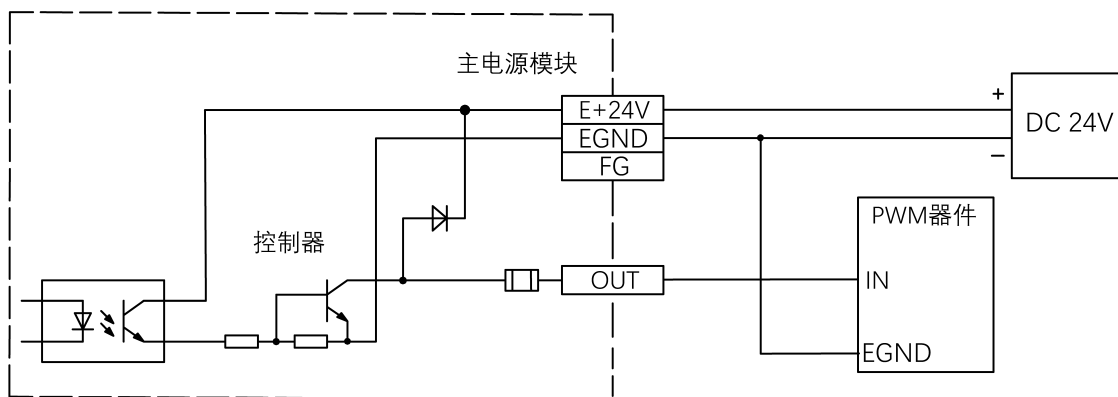 主电源模块
E+24V
EGND
FG
+
DC 24V
−
PWM器件
控制器
OUT
IN
EGND